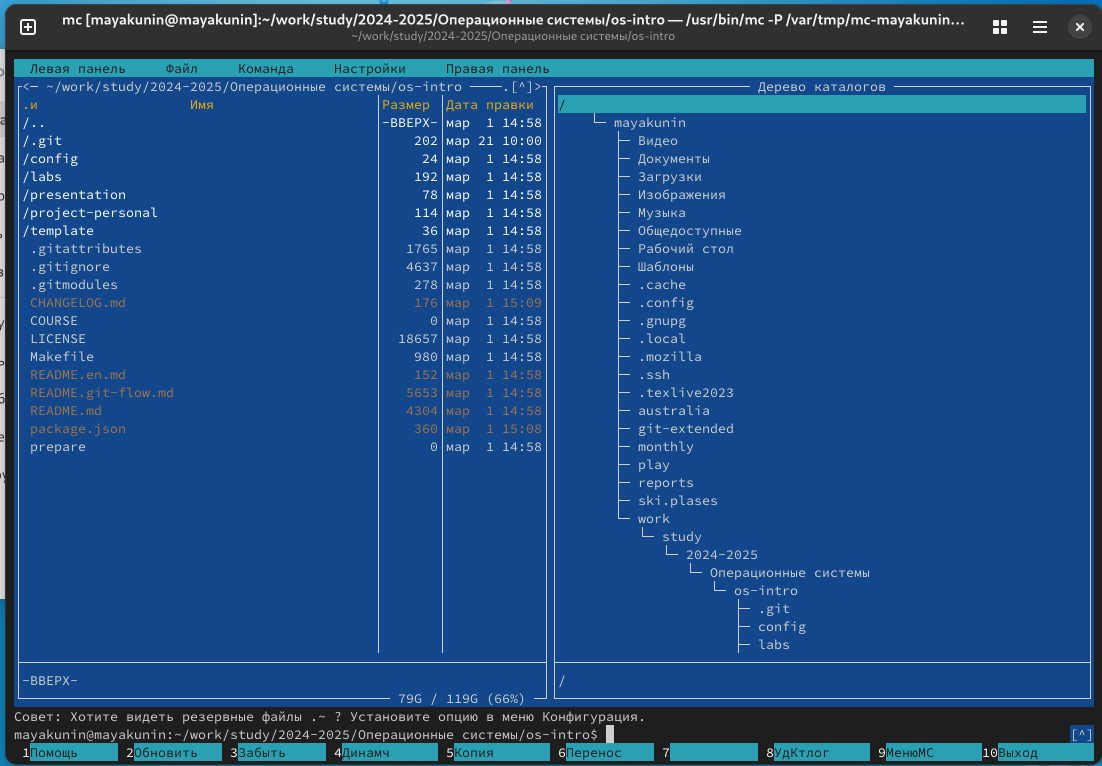 mc [mayakunin@mayakunin]:~/work/study/2024-2025/Операционные системы/os-intro — /usr/bin/mc -P /var/tmp/mc-mayakunin…
~/work/study/2024-2025/Операционные системы/os-intro
Левая панель Файл Команда Настройки Правая панель
<— ~/work/study/2024-2025/Операционные системы/os-intro .[^]>
.и Имя Размер Дата правки
/.. -ВВЕРХ- мар 1 14:58
/.git 202 мар 21 10:00
/config 24 мар 1 14:58
/labs 192 мар 1 14:58
/presentation 78 мар 1 14:58
/project-personal 114 мар 1 14:58
/template 36 мар 1 14:58
.gitattributes 1765 мар 1 14:58
.gitignore 4637 мар 1 14:58
.gitmodules 278 мар 1 14:58
CHANGELOG.md 176 мар 1 15:09
COURSE 0 мар 1 14:58
LICENSE 18657 мар 1 14:58
Makefile 980 мар 1 14:58
README.en.md 152 мар 1 14:58
README.git-flow.md 5653 мар 1 14:58
README.md 4304 мар 1 14:58
package.json 360 мар 1 15:08
prepare 0 мар 1 14:58
-ВВЕРХ-
79G / 119G (66%)
Дерево каталогов
/
mayakunin
Видео
Документы
Загрузки
Изображения
Музыка
Общедоступные
Рабочий стол
Шаблоны
.cache
.config
.gnupg
.local
.mozilla
.ssh
.texlive2023
australia
git-extended
monthly
play
reports
ski.plases
work
study
2024-2025
Операционные системы
os-intro
.git
config
labs
/
Совет: Хотите видеть резервные файлы .~ ? Установите опцию в меню Конфигурация.
mayakunin@mayakunin:~/work/study/2024-2025/Операционные системы/os-intro$ [^]
1Помощь 2Обновить 3Забыть 4Динамч 5Копия 6Перенос 7 8УдКтлог 9МенюМС 10Выход